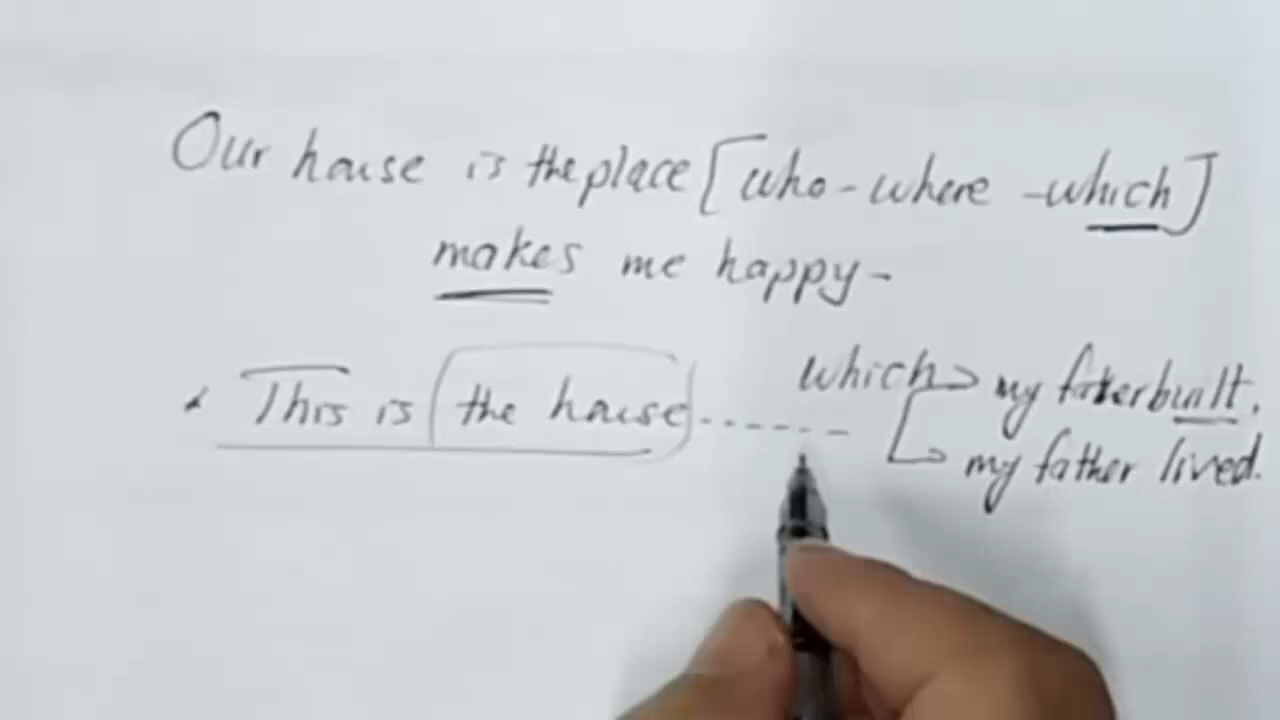 Our house is the place [who - where - which]
makes me happy -
This is the house ------ which → my father built.
↳ my father lived.